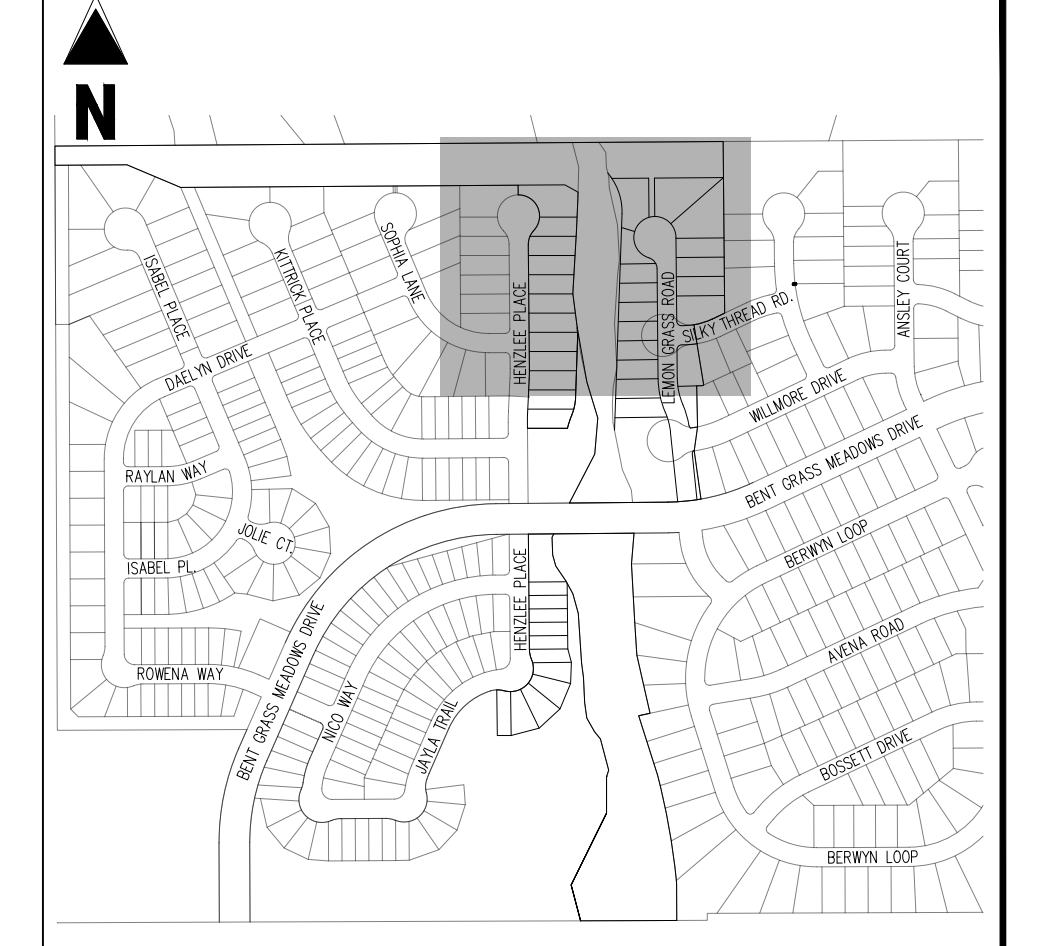 N
ISABEL PLACE
KITTRICK PLACE
SOPHIA LANE
HENZLEE PLACE
LEMON GRASS ROAD
SILKY THREAD RD.
ANSLEY COURT
DAELYN DRIVE
WILLMORE DRIVE
BENT GRASS MEADOWS DRIVE
RAYLAN WAY
JOLIE CT.
BERWYN LOOP
ISABEL PL.
HENZLEE PLACE
AVENA ROAD
ROWENA WAY
BENT GRASS MEADOWS DRIVE
NICO WAY
JAYLA TRAIL
BOSSETT DRIVE
BERWYN LOOP